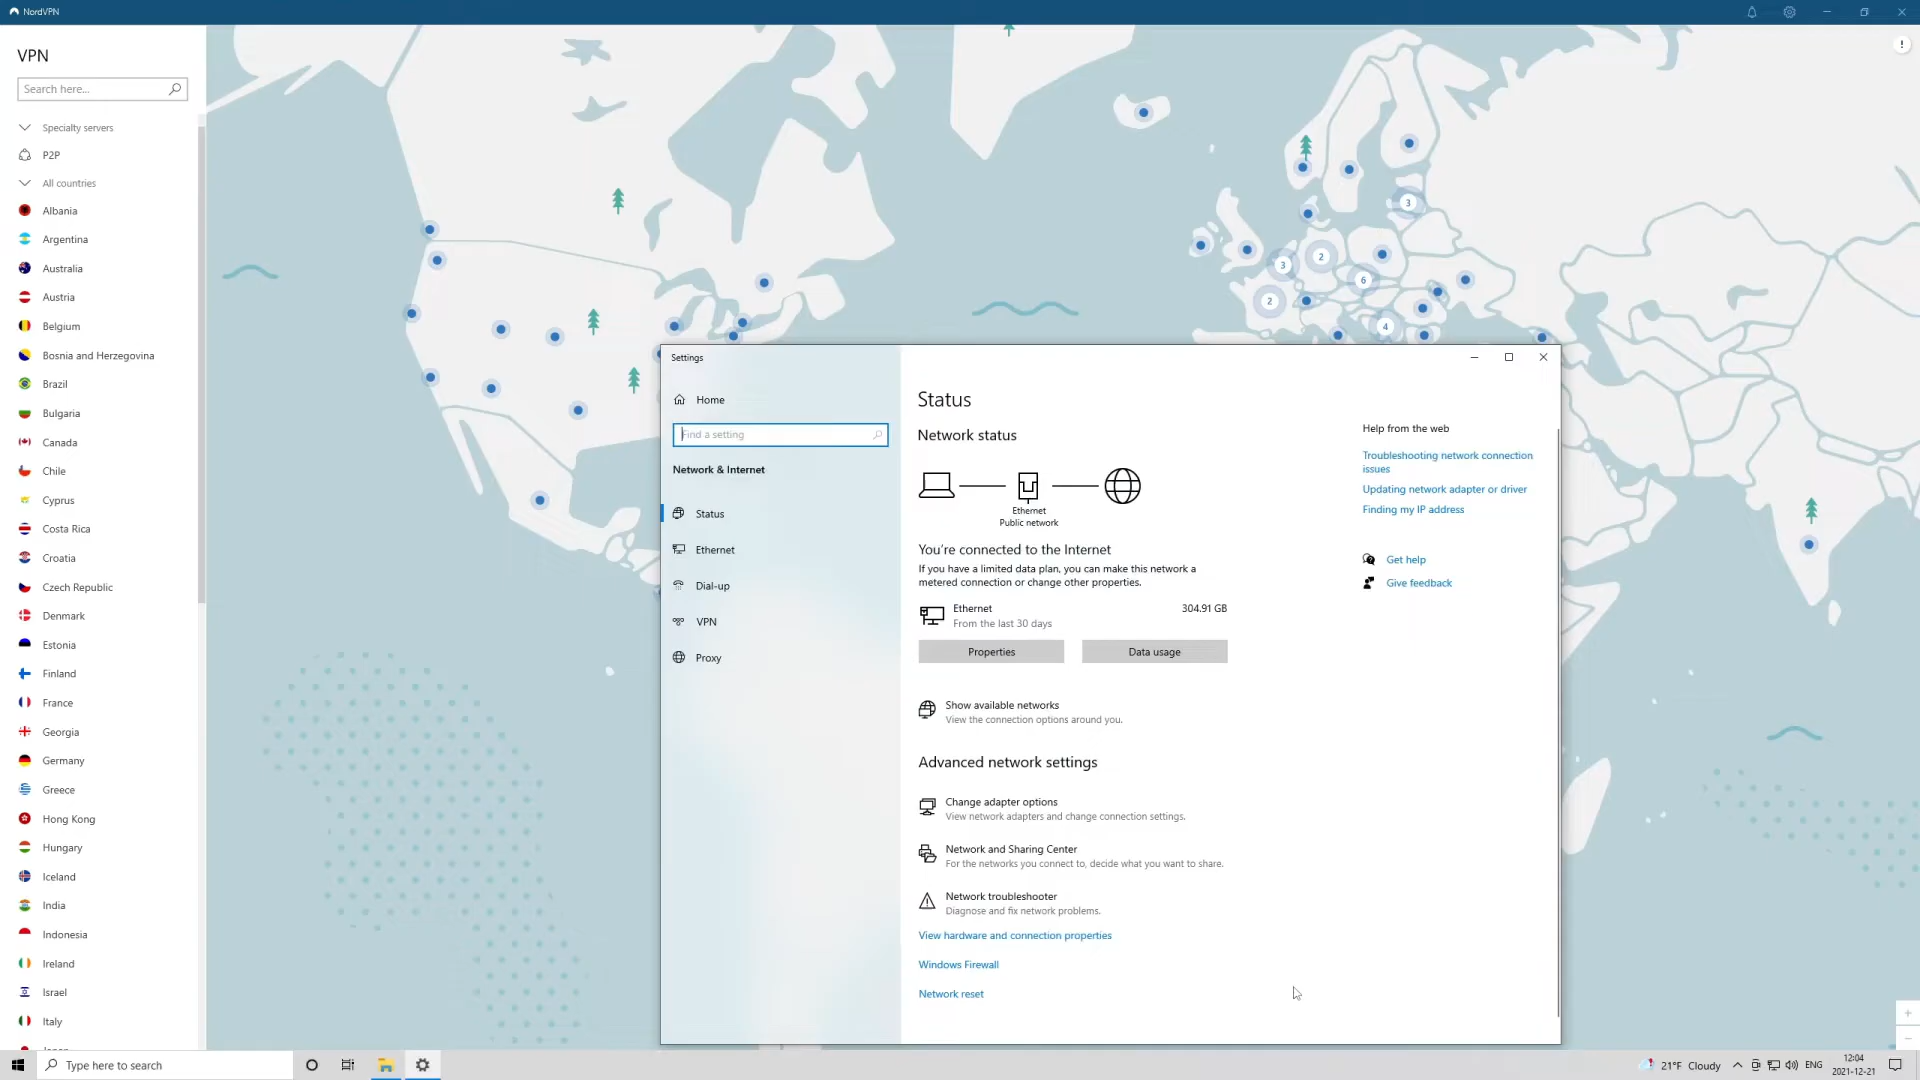 NordVPN
VPN
Search here...
Specialty servers
P2P
All countries
Albania
Argentina
Australia
Austria
Belgium
Bosnia and Herzegovina
Brazil
Bulgaria
Canada
Chile
Cyprus
Costa Rica
Croatia
Czech Republic
Denmark
Estonia
Finland
France
Georgia
Germany
Greece
Hong Kong
Hungary
Iceland
India
Indonesia
Ireland
Israel
Italy
3
3
2
6
2
4
Settings
Home
Find a setting
Network & Internet
Status
Ethernet
Dial-up
VPN
Proxy
Status
Network status
Ethernet
Public network
You're connected to the Internet
If you have a limited data plan, you can make this network a
metered connection or change other properties.
Ethernet 304.91 GB
From the last 30 days
Properties Data usage
Show available networks
View the connection options around you.
Advanced network settings
Change adapter options
View network adapters and change connection settings.
Network and Sharing Center
For the networks you connect to, decide what you want to share.
Network troubleshooter
Diagnose and fix network problems.
View hardware and connection properties
Windows Firewall
Network reset
Help from the web
Troubleshooting network connection
issues
Updating network adapter or driver
Finding my IP address
Get help
Give feedback
Type here to search
21°F Cloudy
ENG
12:04
2021-12-21